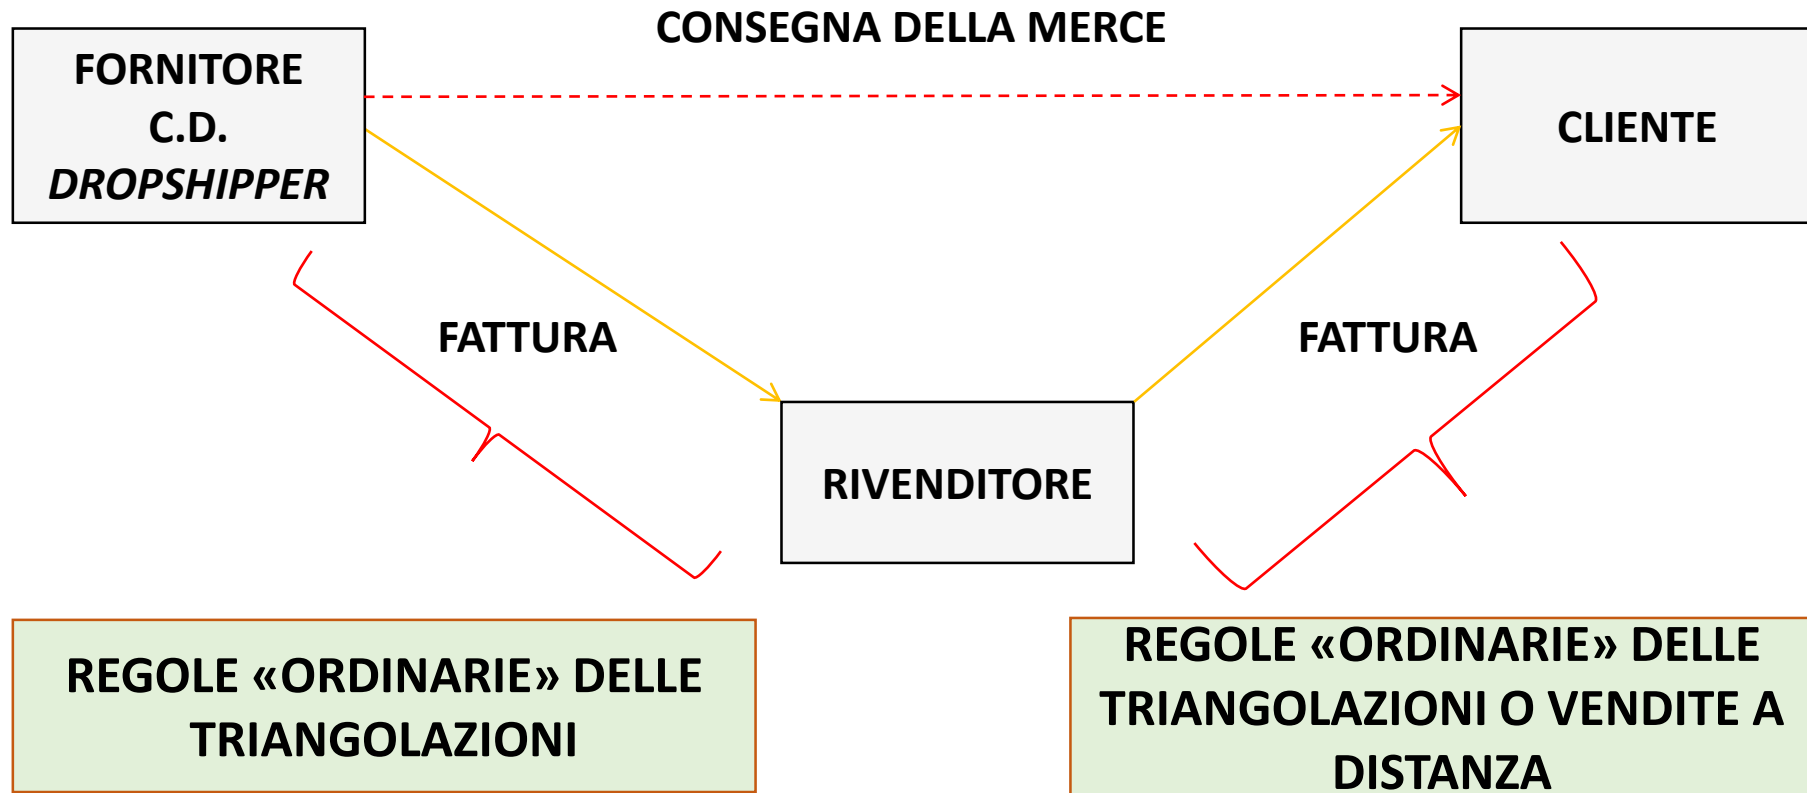 CONSEGNA DELLA MERCE
FORNITORE
C.D.
DROPSHIPPER
CLIENTE
FATTURA
FATTURA
RIVENDITORE
REGOLE «ORDINARIE» DELLE
TRIANGOLAZIONI
REGOLE «ORDINARIE» DELLE
TRIANGOLAZIONI O VENDITE A
DISTANZA